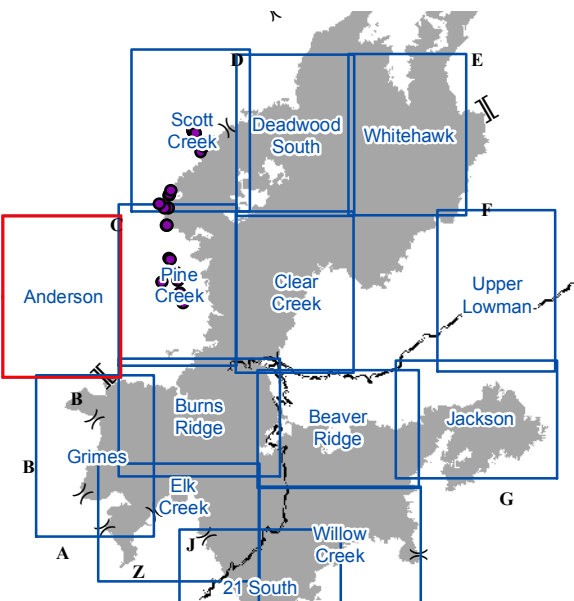 D
E
Scott
Creek
Deadwood
South
Whitehawk
F
C
Anderson
Pine
Creek
Clear
Creek
Upper
Lowman
B
Burns
Ridge
Beaver
Ridge
Jackson
B
Grimes
Elk
Creek
G
A
J
Willow
Creek
Z
21 South